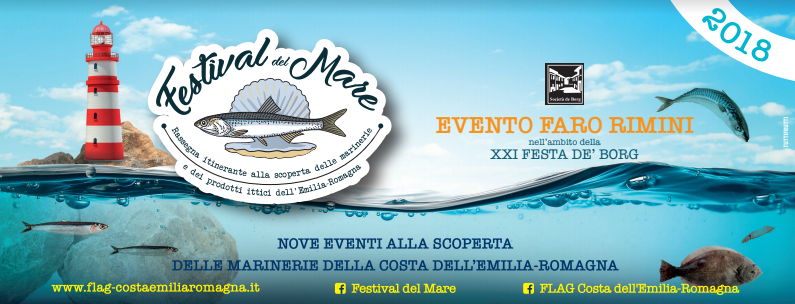 2018
Festival del Mare
Rassegna itinerante alla scoperta delle marinerie
e dei prodotti ittici dell'Emilia-Romagna
Società de Borg
EVENTO FARO RIMINI
nell'ambito della
XXI FESTA DE' BORG
NOVE EVENTI ALLA SCOPERTA
DELLE MARINERIE DELLA COSTA DELL'EMILIA-ROMAGNA
www.flag-costaemiliaromagna.it
Festival del Mare
FLAG Costa dell'Emilia-Romagna